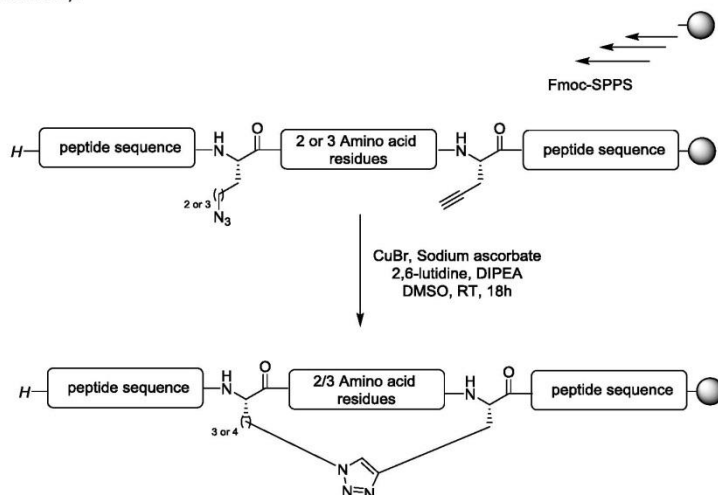 Fmoc-SPPS
H
peptide sequence
H
N
O
2 or 3 Amino acid
residues
H
N
O
peptide sequence
2 or 3
N3
CuBr, Sodium ascorbate
2,6-lutidine, DIPEA
DMSO, RT, 18h
H
peptide sequence
H
N
O
2/3 Amino acid
residues
H
N
O
peptide sequence
3 or 4
N
N=N